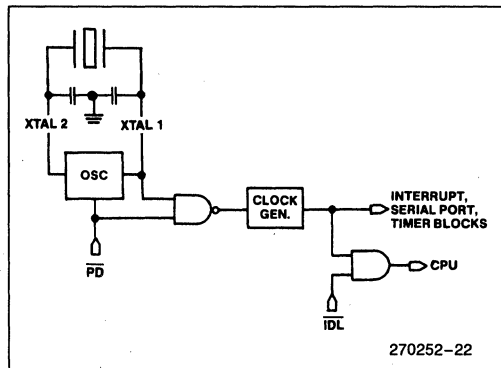 XTAL 2
XTAL 1
OSC
CLOCK
GEN.
INTERRUPT,
SERIAL PORT,
TIMER BLOCKS
CPU
PD
IDL
270252-22